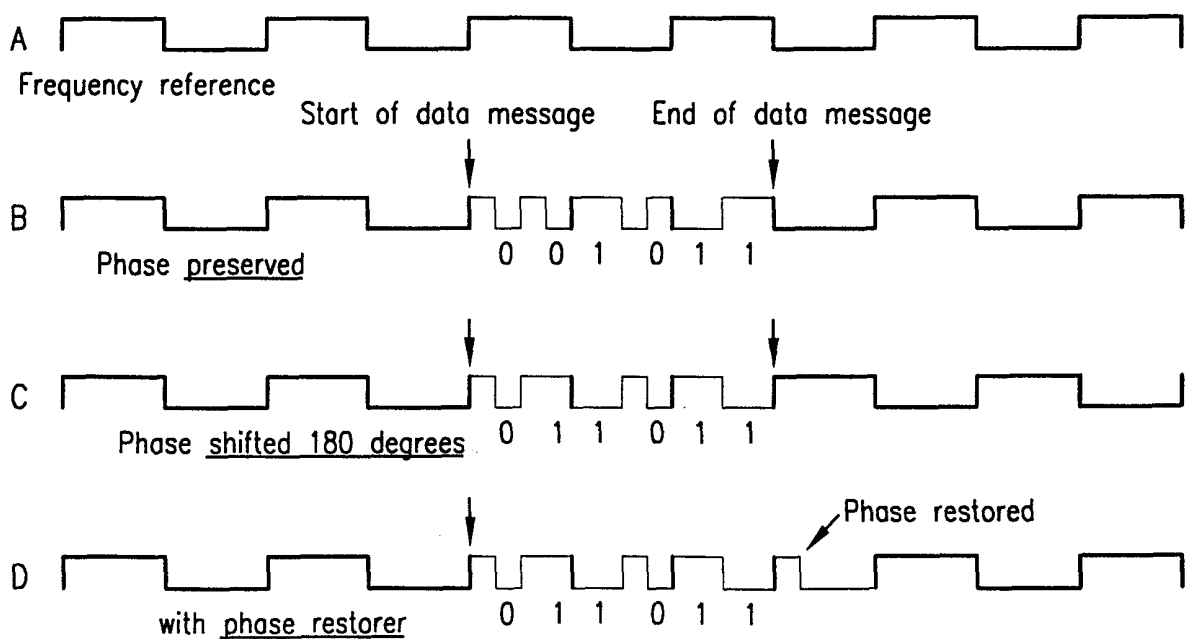 A
Frequency reference
Start of data message End of data message
B
0 0 1 0 1 1
Phase preserved
C
0 1 1 0 1 1
Phase shifted 180 degrees
Phase restored
D
0 1 1 0 1 1
with phase restorer